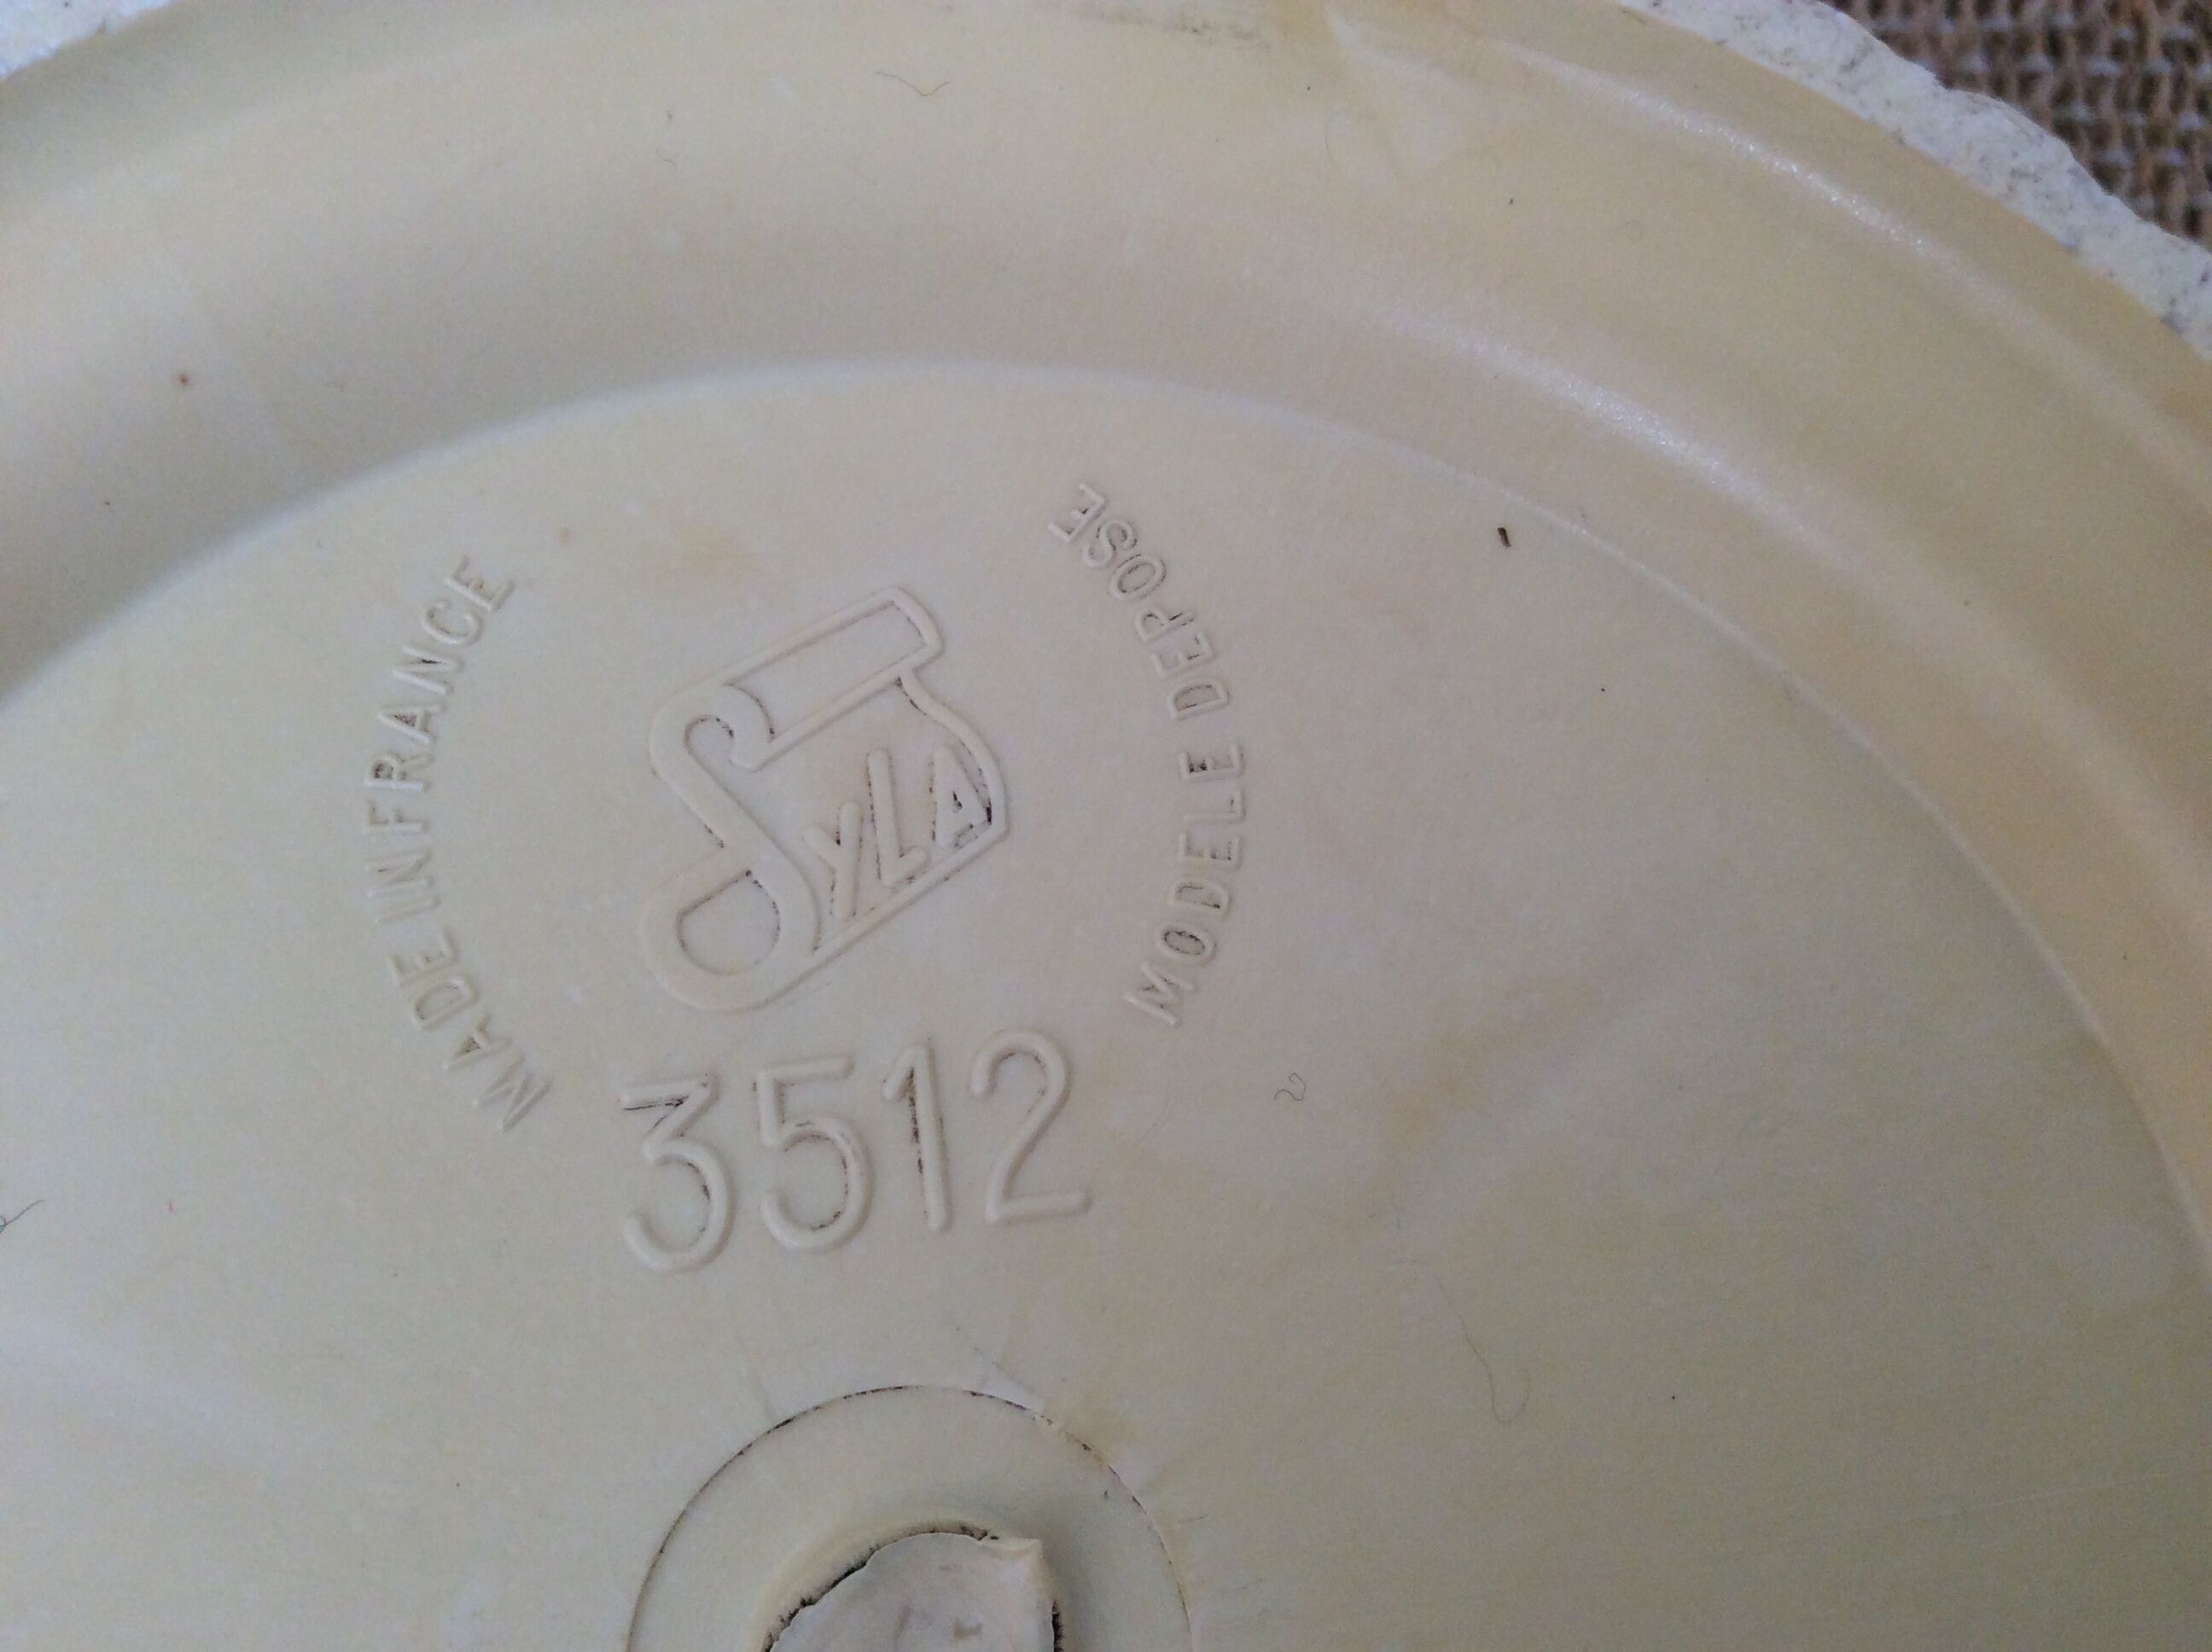 MADE IN FRANCE
SYLA
MODELE DEPOSE
3512